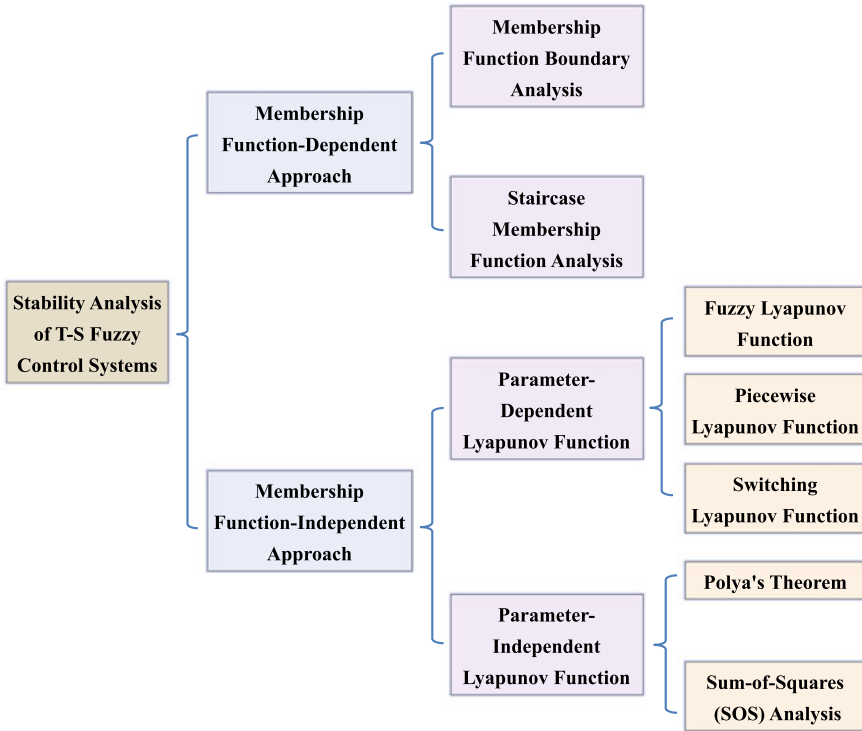 Stability Analysis
of T-S Fuzzy
Control Systems
Membership
Function-Dependent
Approach
Membership
Function Boundary
Analysis
Staircase
Membership
Function Analysis
Membership
Function-Independent
Approach
Parameter-
Dependent
Lyapunov Function
Fuzzy Lyapunov
Function
Piecewise
Lyapunov Function
Switching
Lyapunov Function
Parameter-
Independent
Lyapunov Function
Polya's Theorem
Sum-of-Squares
(SOS) Analysis